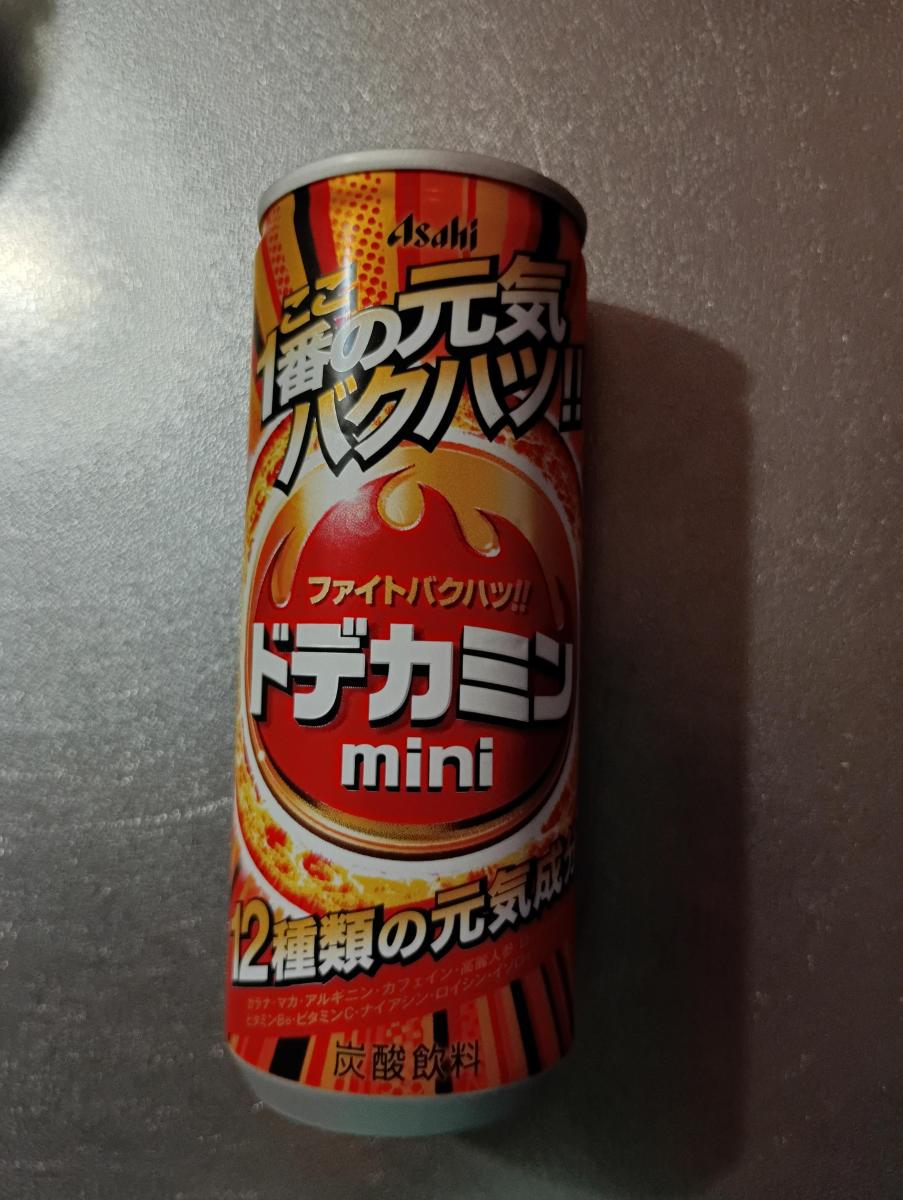 Asahi
ここ
1番の元気
バクハツ!!
ファイトバクハツ!!
ドデカミン
mini
12種類の元気成分
ガラナ・マカ・アルギニン・カフェイン・高麗人参
ビタミンB₆・ビタミンC・ナイアシン・ロイシン・イソロ
炭酸飲料